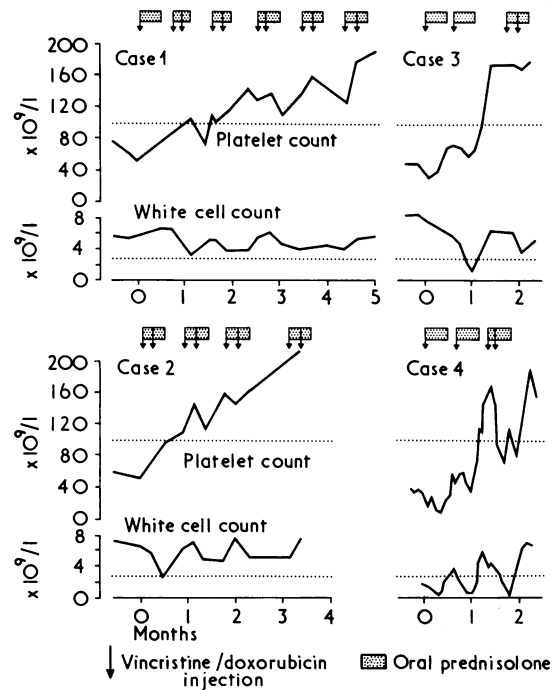 Case 1
Case 3
200
160
120
80
40
0
x 10⁹/l
Platelet count
White cell count
8
4
0
x 10⁹/l
0 1 2 3 4 5
0 1 2
Case 2
Case 4
200
160
120
80
40
0
x 10⁹/l
Platelet count
White cell count
8
4
0
x 10⁹/l
0 1 2 3 4
0 1 2
Months
Vincristine/doxorubicin
injection
Oral prednisolone